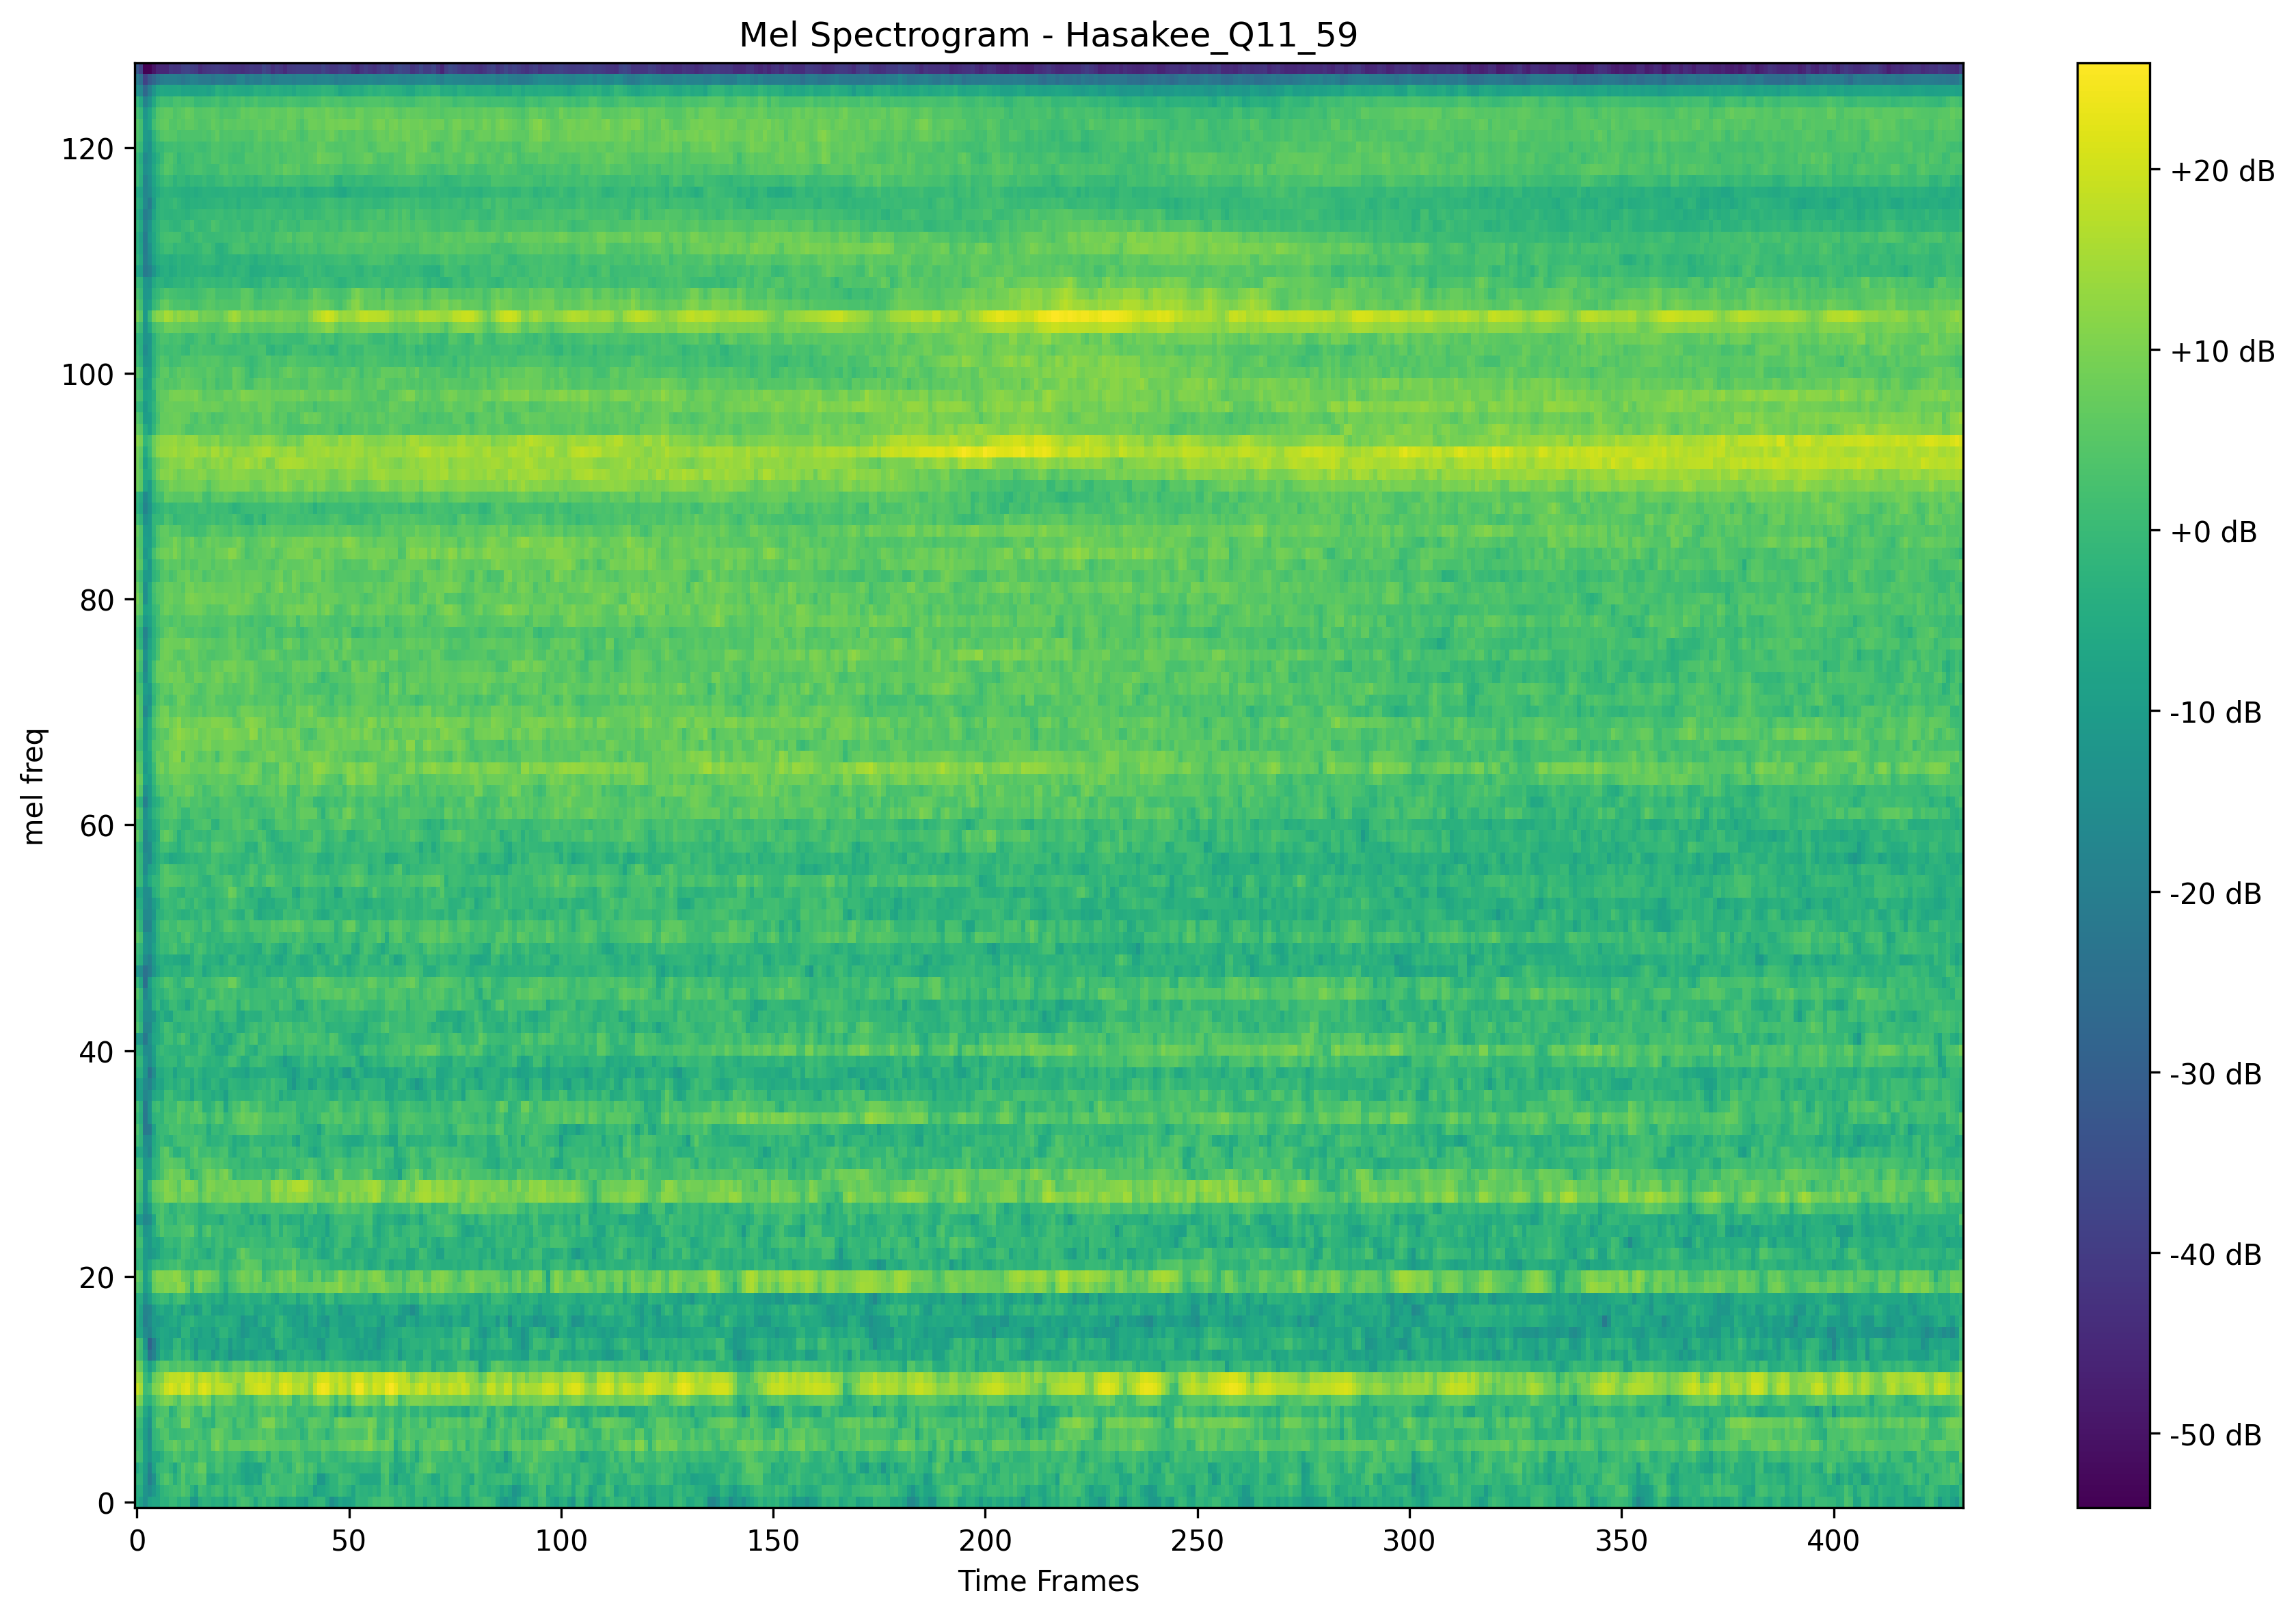 Mel Spectrogram - Hasakee_Q11_59
mel freq
120
100
80
60
40
20
0
0 50 100 150 200 250 300 350 400
Time Frames
+20 dB
+10 dB
+0 dB
-10 dB
-20 dB
-30 dB
-40 dB
-50 dB